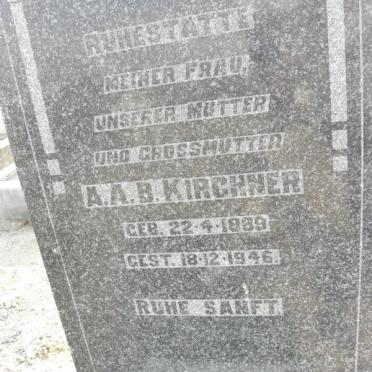 RUHESTÄTTE
MEINER FRAU
UNSERER MUTTER
UND GROSSMUTTER
A.A.B. KIRCHNER
GEB. 22-4-1889
GEST. 18-12-1946.
RUHE SANFT.